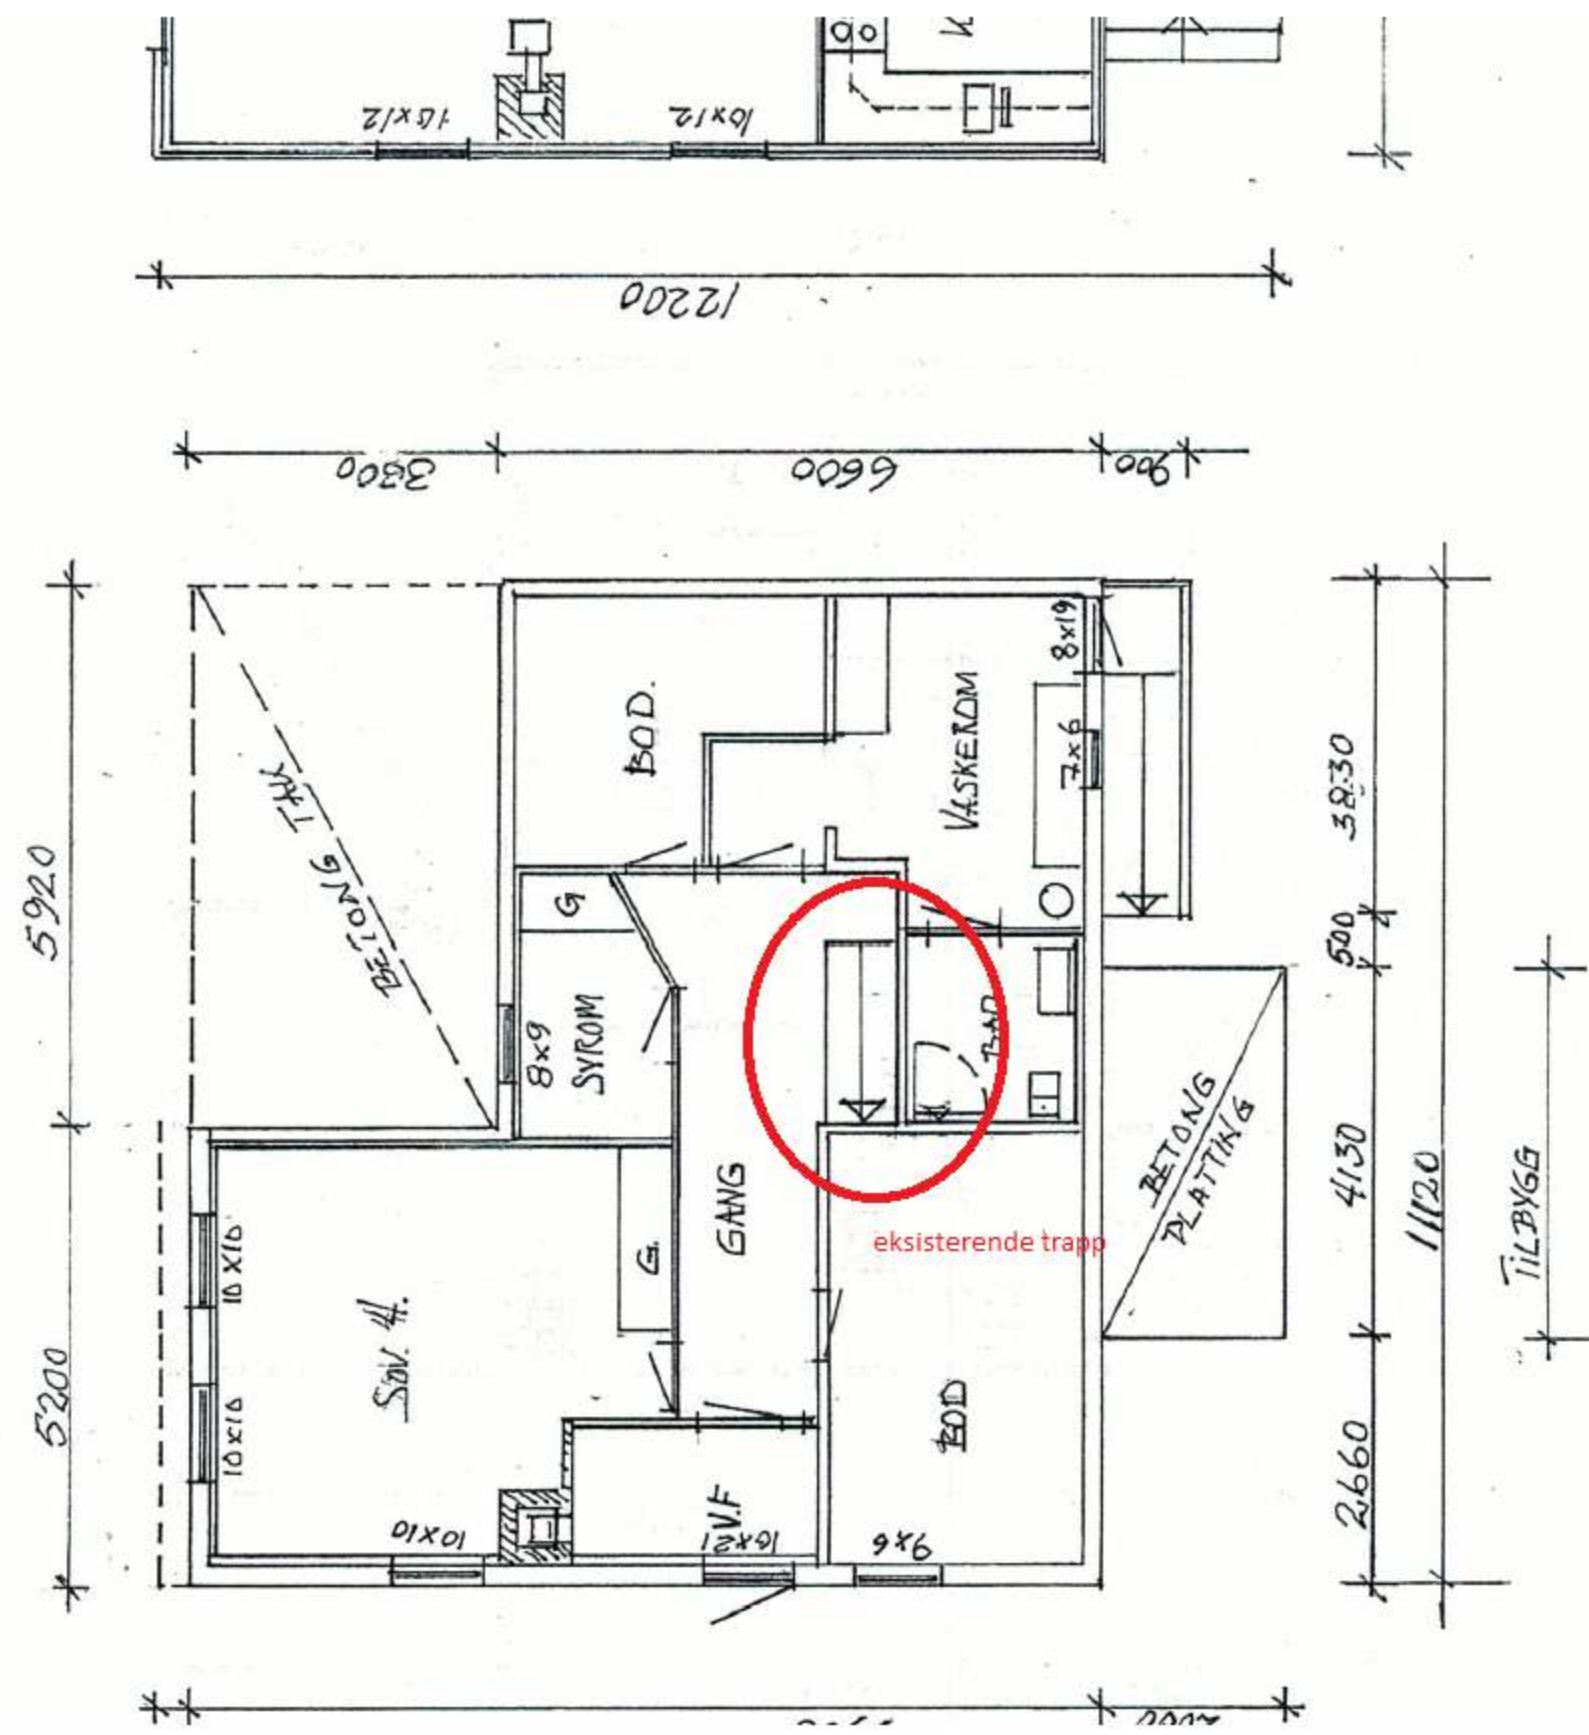 10x12
10x12
K
12200
3300
6600
900
BETONG TAK
BOD.
VASKEROM
8x19
7x6
G
8x9
SYROM
BAD
GANG
G.
Sov. 4.
10x10
10x10
10x10
V.F
10x21
BOD
9x6
eksisterende trapp
BETONG
PLATTING
5920
5200
3830
500
4130
2660
11120
TILBYGG